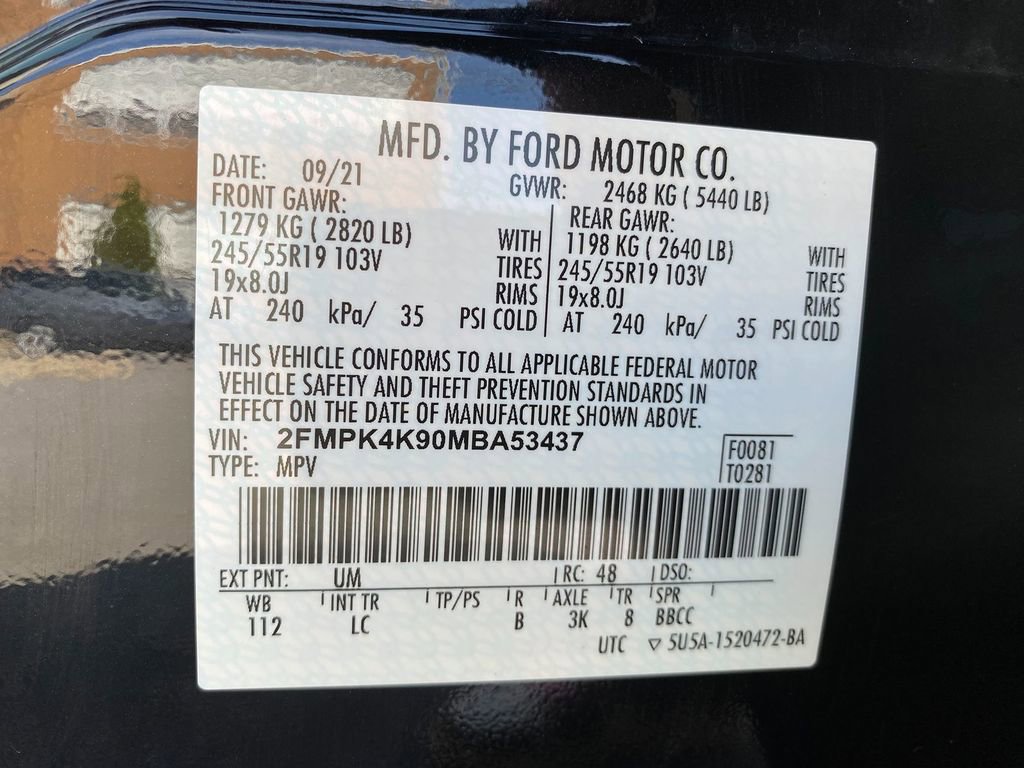 MFD. BY FORD MOTOR CO.
DATE: 09/21 GVWR: 2468 KG ( 5440 LB)
FRONT GAWR: REAR GAWR:
1279 KG ( 2820 LB) WITH 1198 KG ( 2640 LB) WITH
245/55R19 103V TIRES 245/55R19 103V TIRES
19x8.0J RIMS 19x8.0J RIMS
AT 240 kPa/ 35 PSI COLD AT 240 kPa/ 35 PSI COLD
THIS VEHICLE CONFORMS TO ALL APPLICABLE FEDERAL MOTOR
VEHICLE SAFETY AND THEFT PREVENTION STANDARDS IN
EFFECT ON THE DATE OF MANUFACTURE SHOWN ABOVE.
VIN: 2FMPK4K90MBA53437 F0081
TYPE: MPV T0281
EXT PNT: UM RC: 48 DSO:
WB INT TR TP/PS R AXLE TR SPR
112 LC B 3K 8 BBCC
UTC ▽ 5U5A-1520472-BA